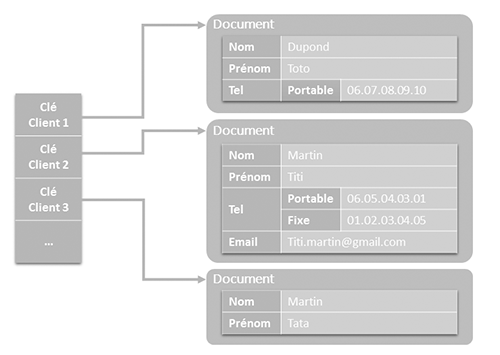 Clé
Client 1
Clé
Client 2
Clé
Client 3
...
Document
Nom Dupond
Prénom Toto
Tel Portable 06.07.08.09.10
Document
Nom Martin
Prénom Titi
Tel Portable 06.05.04.03.01
Fixe 01.02.03.04.05
Email Titi.martin@gmail.com
Document
Nom Martin
Prénom Tata